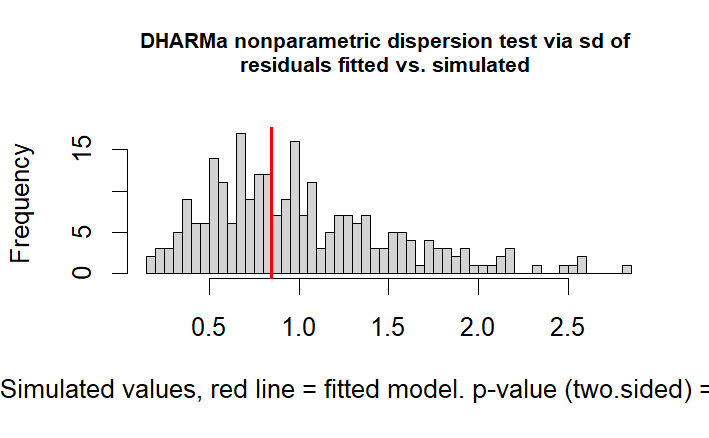 DHARMa nonparametric dispersion test via sd of
residuals fitted vs. simulated
Frequency
15
5
0
0.5 1.0 1.5 2.0 2.5
Simulated values, red line = fitted model. p-value (two.sided) =